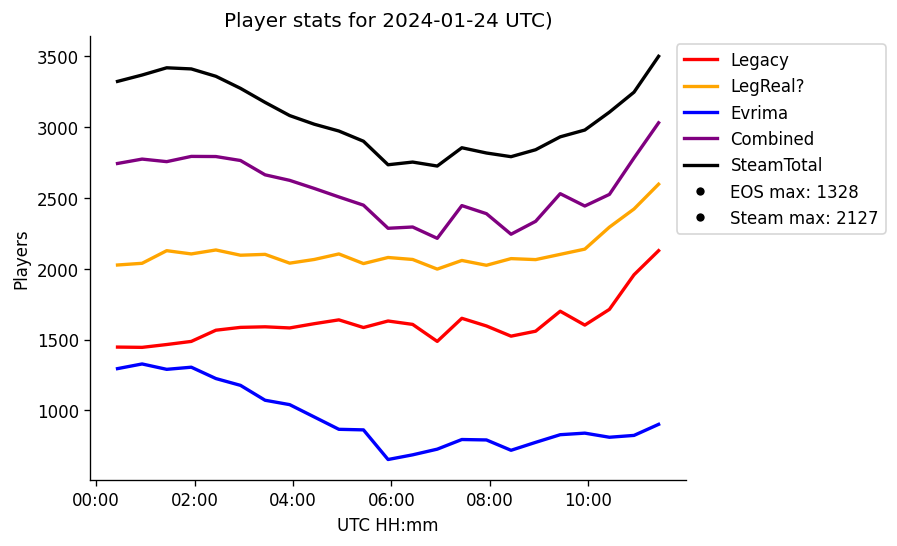 Player stats for 2024-01-24 UTC)
3500
3000
2500
2000
1500
1000
Players
00:00 02:00 04:00 06:00 08:00 10:00
UTC HH:mm
Legacy
LegReal?
Evrima
Combined
SteamTotal
EOS max: 1328
Steam max: 2127